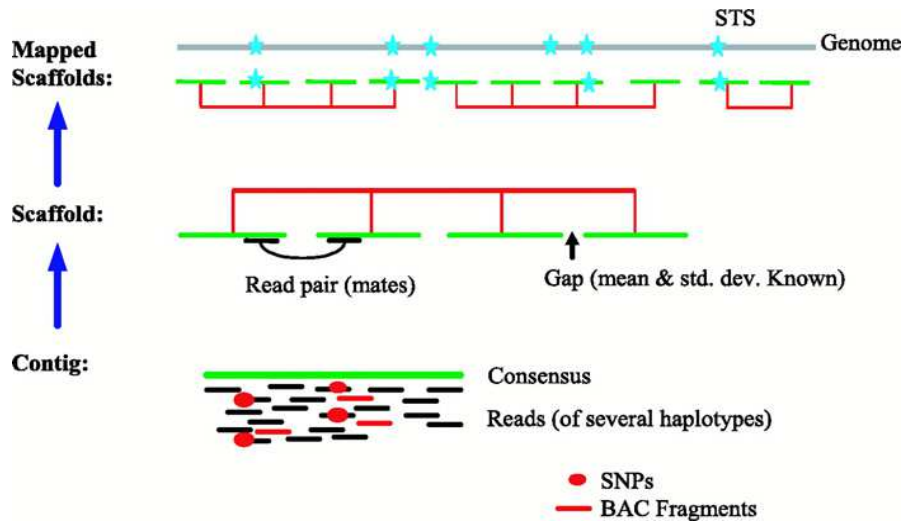 STS
Genome
Mapped
Scaffolds:
Scaffold:
Read pair (mates)
Gap (mean & std. dev. Known)
Contig:
Consensus
Reads (of several haplotypes)
SNPs
BAC Fragments